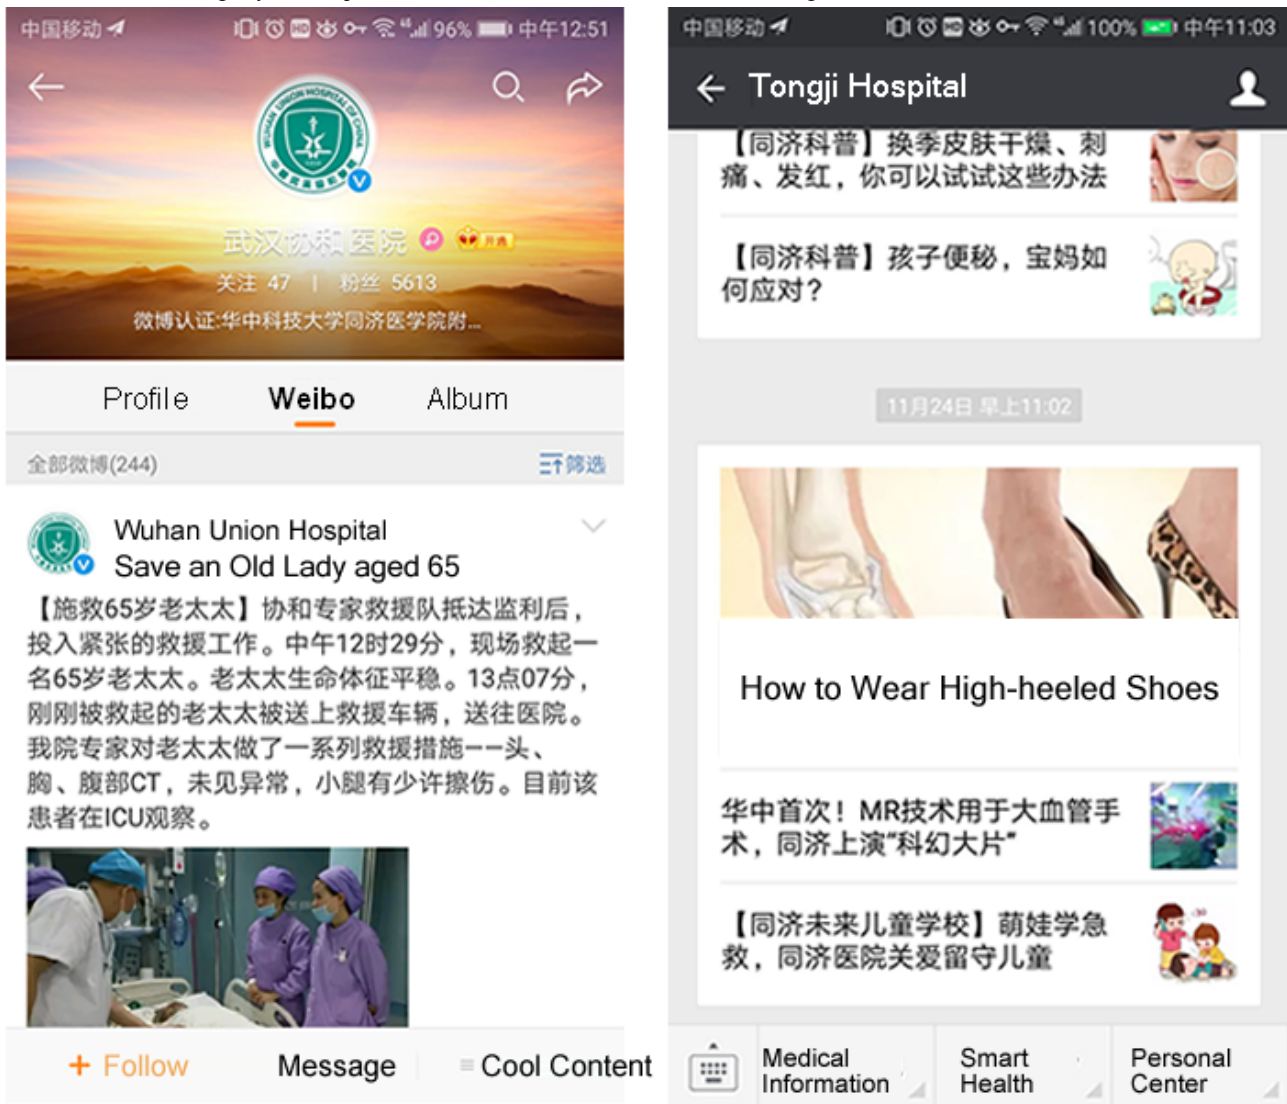 中国移动 96% 中午12:51
WUHAN UNION HOSPITAL OF CHINA
武汉协和医院
关注 47 | 粉丝 5613
微博认证:华中科技大学同济医学院附...
Profile Weibo Album
全部微博(244) 筛选
Wuhan Union Hospital
Save an Old Lady aged 65
【施救65岁老太太】协和专家救援队抵达监利后，
投入紧张的救援工作。中午12时29分，现场救起一
名65岁老太太。老太太生命体征平稳。13点07分，
刚刚被救起的老太太被送上救援车辆，送往医院。
我院专家对老太太做了一系列救援措施——头、
胸、腹部CT，未见异常，小腿有少许擦伤。目前该
患者在ICU观察。
+ Follow Message Cool Content
中国移动 100% 中午11:03
Tongji Hospital
【同济科普】换季皮肤干燥、刺
痛、发红，你可以试试这些办法
【同济科普】孩子便秘，宝妈如
何应对？
11月24日 早上11:02
How to Wear High-heeled Shoes
华中首次！MR技术用于大血管手
术，同济上演“科幻大片”
【同济未来儿童学校】萌娃学急
救，同济医院关爱留守儿童
Medical
Information
Smart
Health
Personal
Center